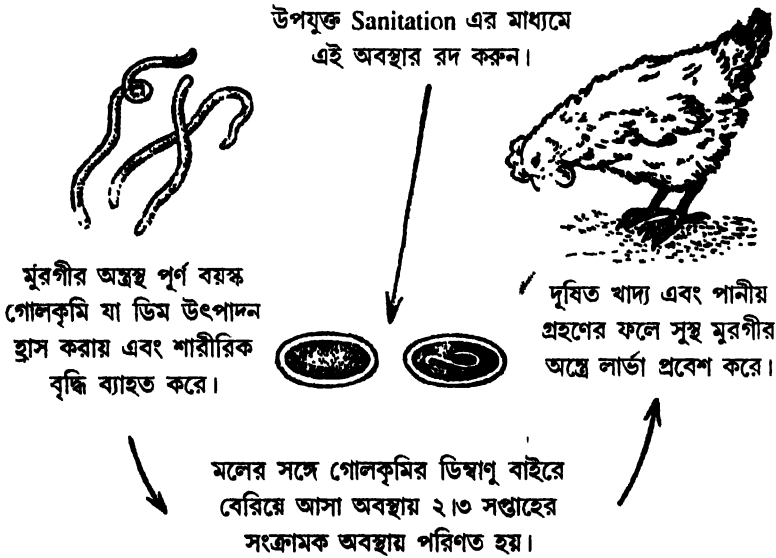 উপযুক্ত Sanitation এর মাধ্যমে
এই অবস্থার রদ করুন।
মুরগীর অন্ত্রস্থ পূর্ণ বয়স্ক
গোলকৃমি যা ডিম উৎপাদন
হ্রাস করায় এবং শারীরিক
বৃদ্ধি ব্যাহত করে।
দূষিত খাদ্য এবং পানীয়
গ্রহণের ফলে সুস্থ মুরগীর
অন্ত্রে লার্ভা প্রবেশ করে।
মলের সঙ্গে গোলকৃমির ডিম্বাণু বাইরে
বেরিয়ে আসা অবস্থায় ২।৩ সপ্তাহের
সংক্রামক অবস্থায় পরিণত হয়।